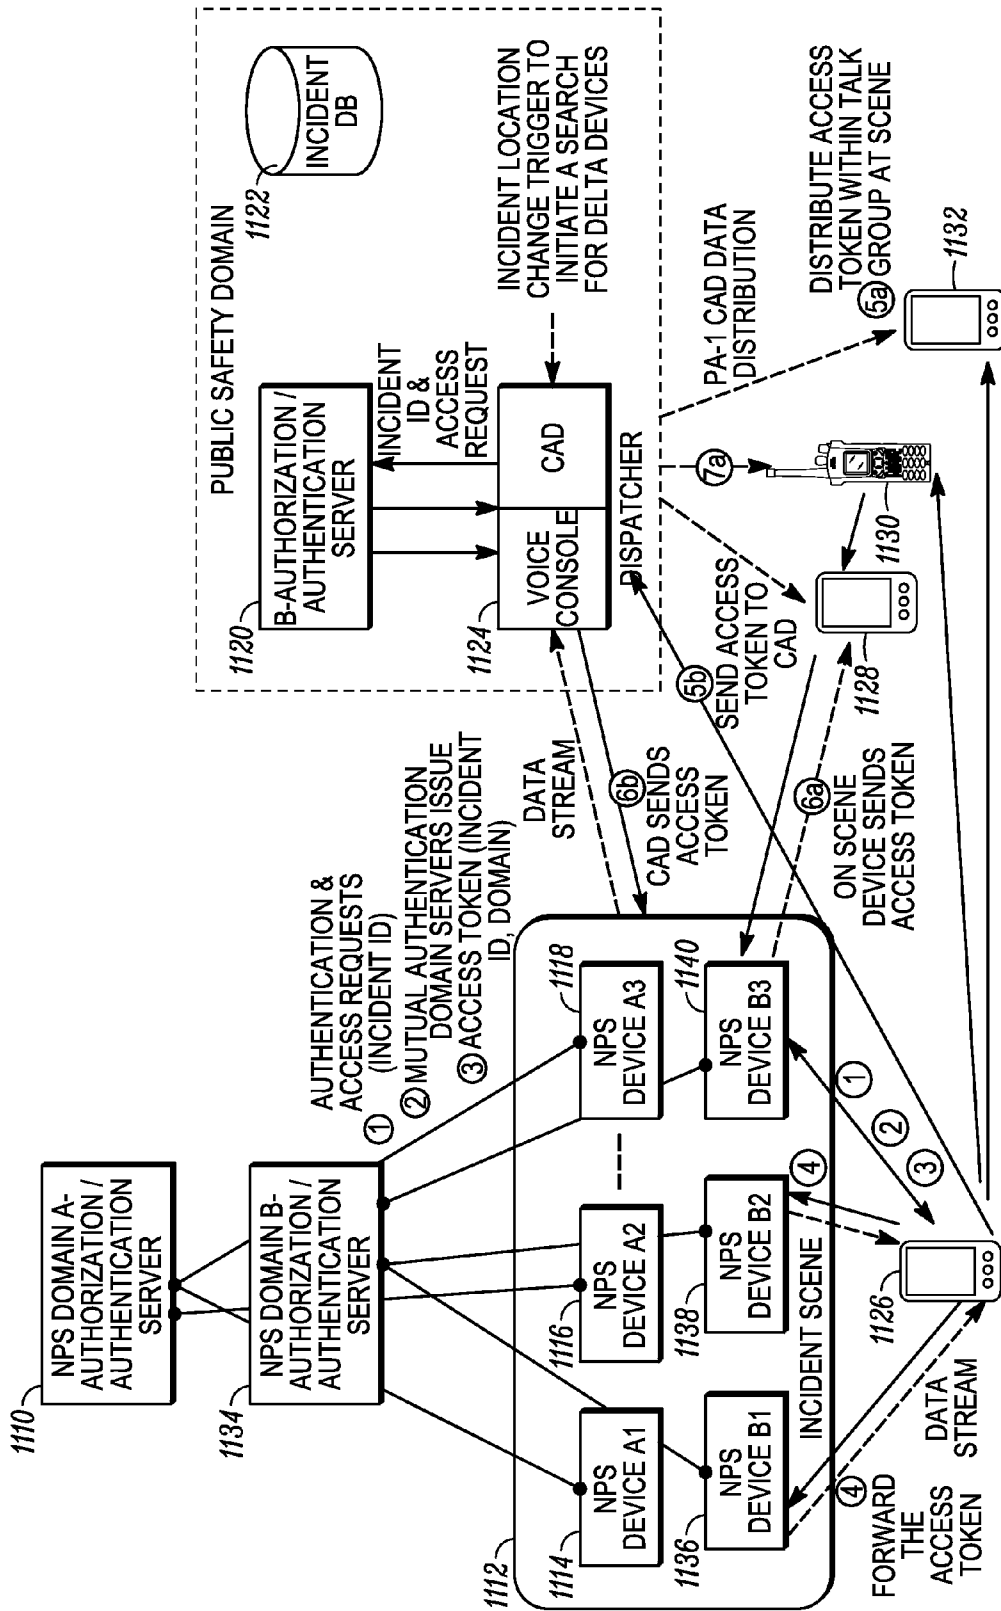 1110
NPS DOMAIN A-
AUTHORIZATION /
AUTHENTICATION
SERVER
1134
NPS DOMAIN B-
AUTHORIZATION /
AUTHENTICATION
SERVER
AUTHENTICATION &
ACCESS REQUESTS
(INCIDENT ID)
①
② MUTUAL AUTHENTICATION
DOMAIN SERVERS ISSUE
③ ACCESS TOKEN (INCIDENT
ID, DOMAIN)
PUBLIC SAFETY DOMAIN
1120
B-AUTHORIZATION /
AUTHENTICATION
SERVER
1122
INCIDENT
DB
INCIDENT
ID &
ACCESS
REQUEST
1124
VOICE
CONSOLE
CAD
DISPATCHER
INCIDENT LOCATION
CHANGE TRIGGER TO
INITIATE A SEARCH
FOR DELTA DEVICES
DATA
STREAM
6b
CAD SENDS
ACCESS
TOKEN
5b
SEND ACCESS
TOKEN TO
CAD
7a
PA-1 CAD DATA
DISTRIBUTION
DISTRIBUTE ACCESS
TOKEN WITHIN TALK
5a GROUP AT SCENE
1112
1114
NPS
DEVICE A1
1116
NPS
DEVICE A2
1118
NPS
DEVICE A3
1136
NPS
DEVICE B1
1138
NPS
DEVICE B2
1140
NPS
DEVICE B3
INCIDENT SCENE
6a
ON SCENE
DEVICE SENDS
ACCESS TOKEN
1128
1130
1132
④
①
②
③
1126
DATA
STREAM
④
FORWARD
THE
ACCESS
TOKEN